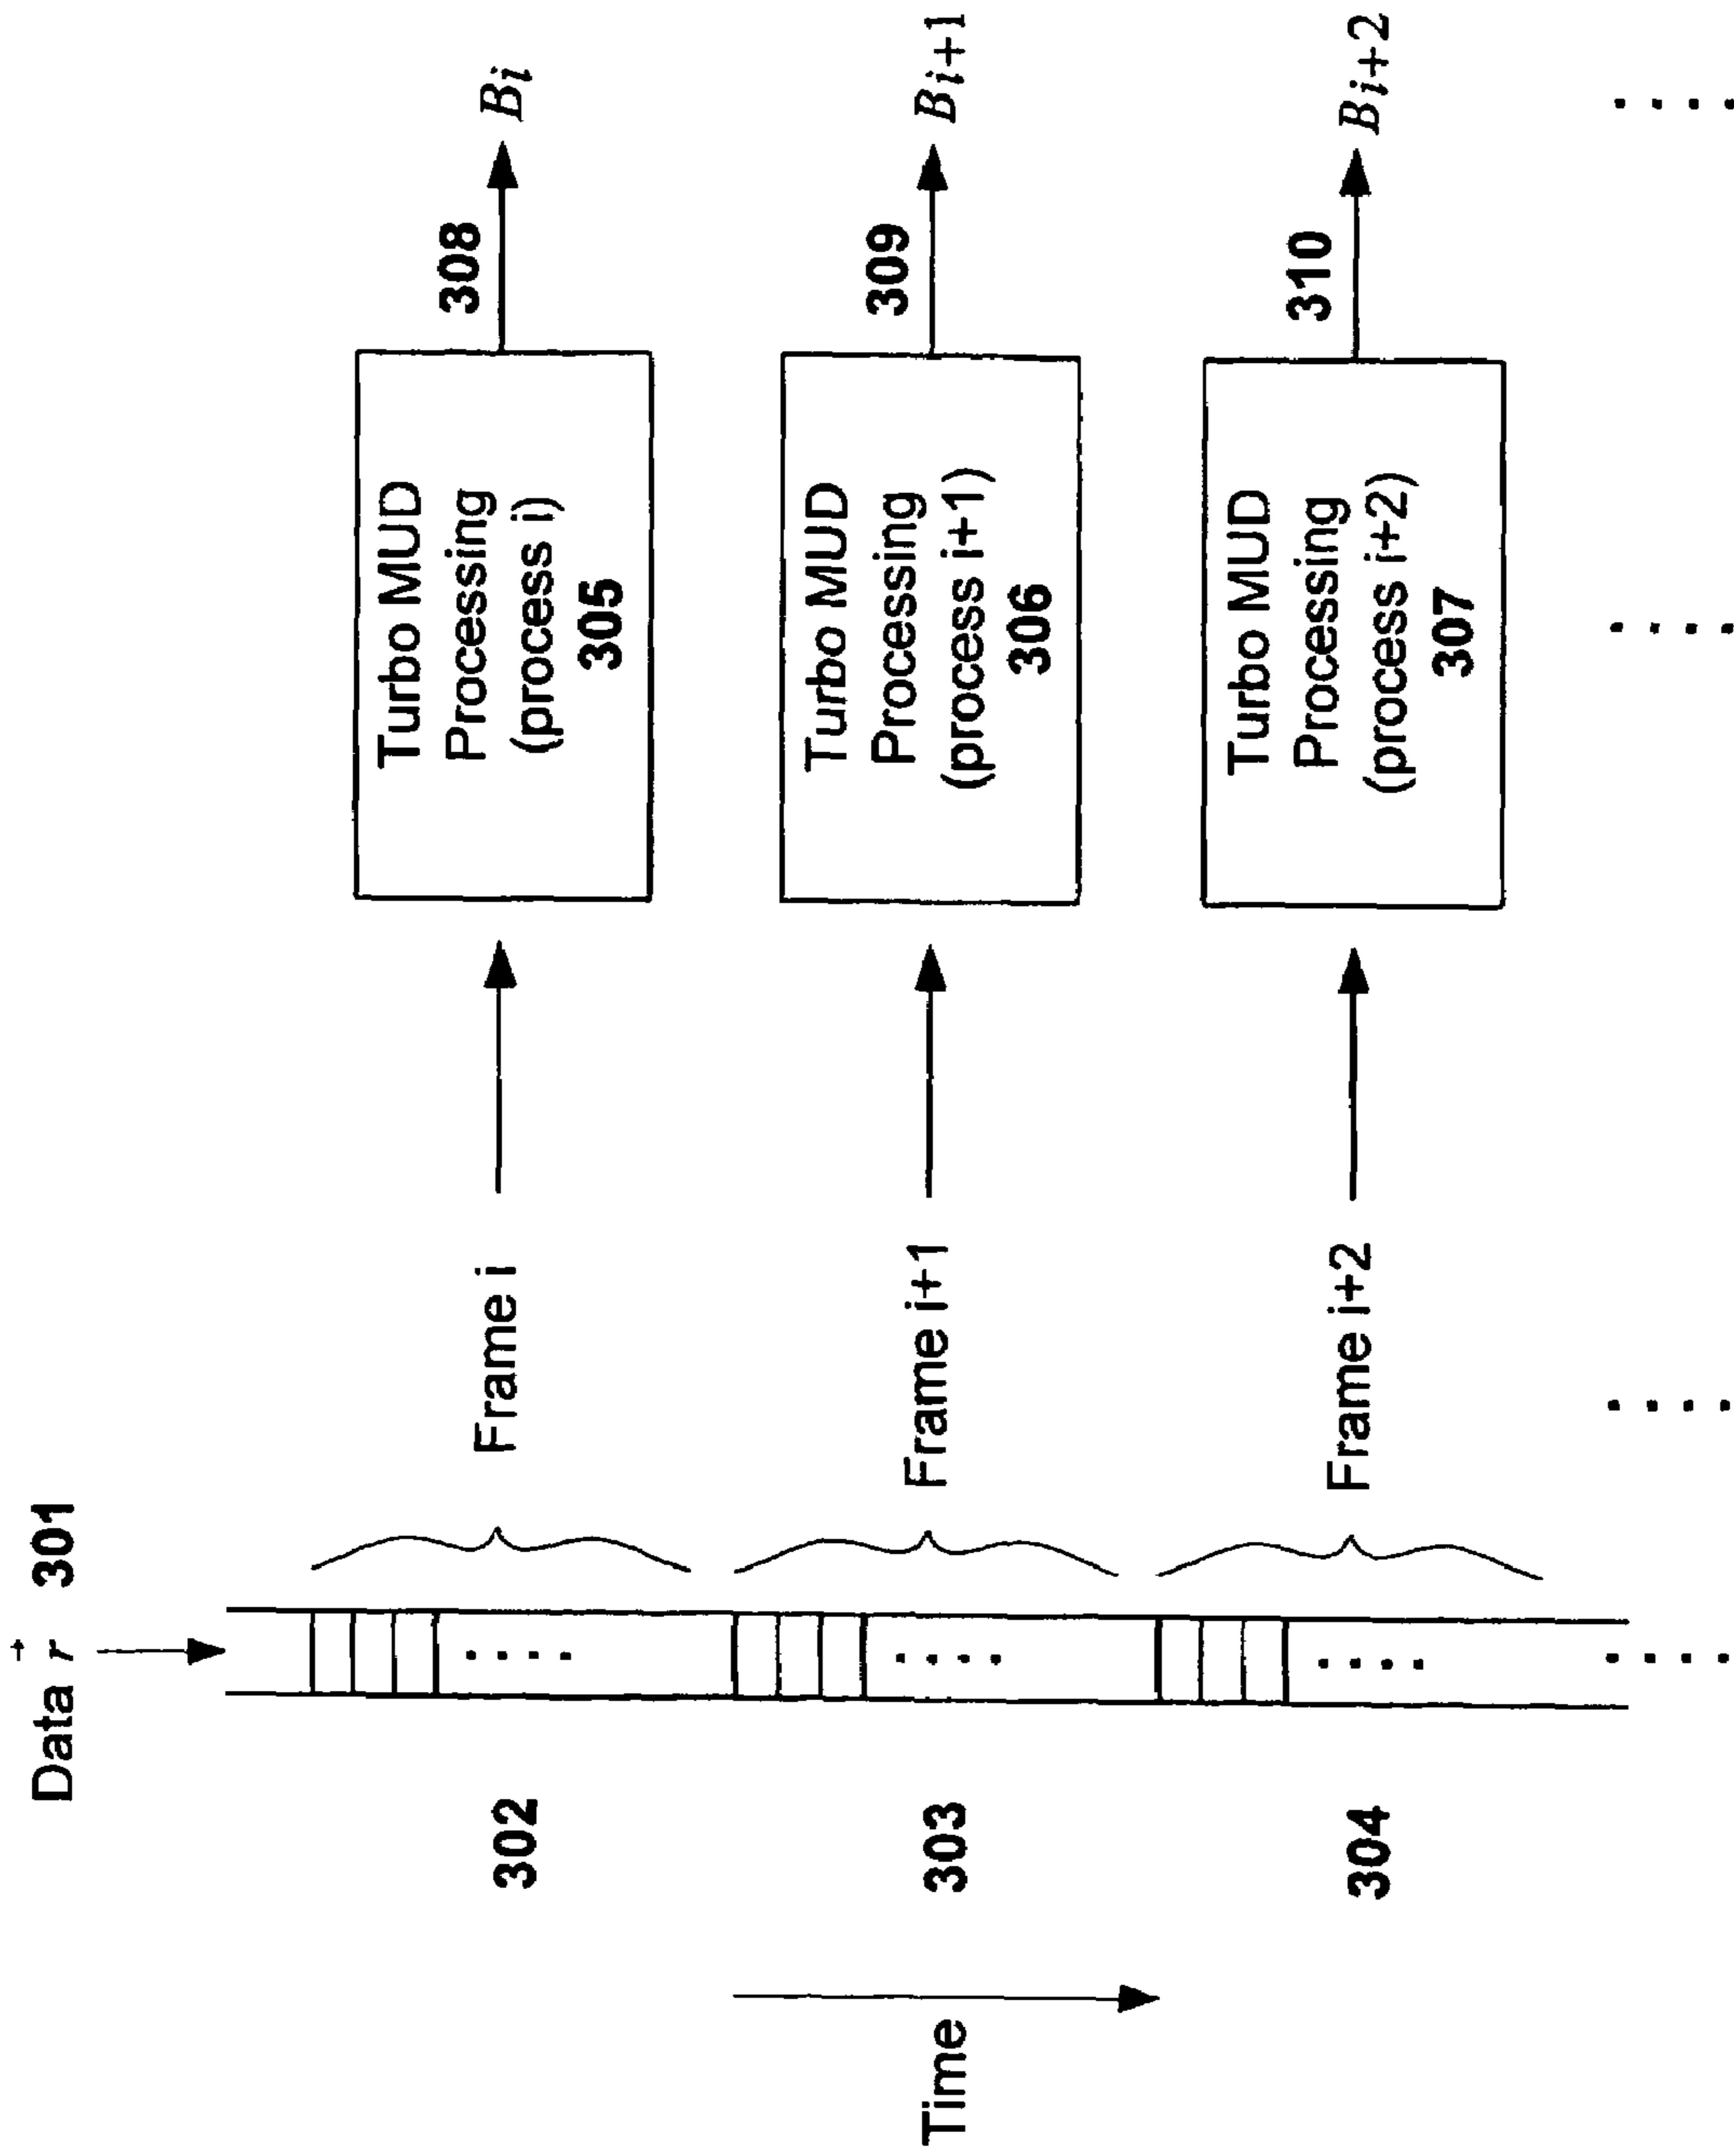 Data r⃗ 301
302
Frame i
Turbo MUD
Processing
(process i)
305
308
Bi
Time
303
Frame i+1
Turbo MUD
Processing
(process i+1)
306
309
Bi+1
304
Frame i+2
Turbo MUD
Processing
(process i+2)
307
310
Bi+2